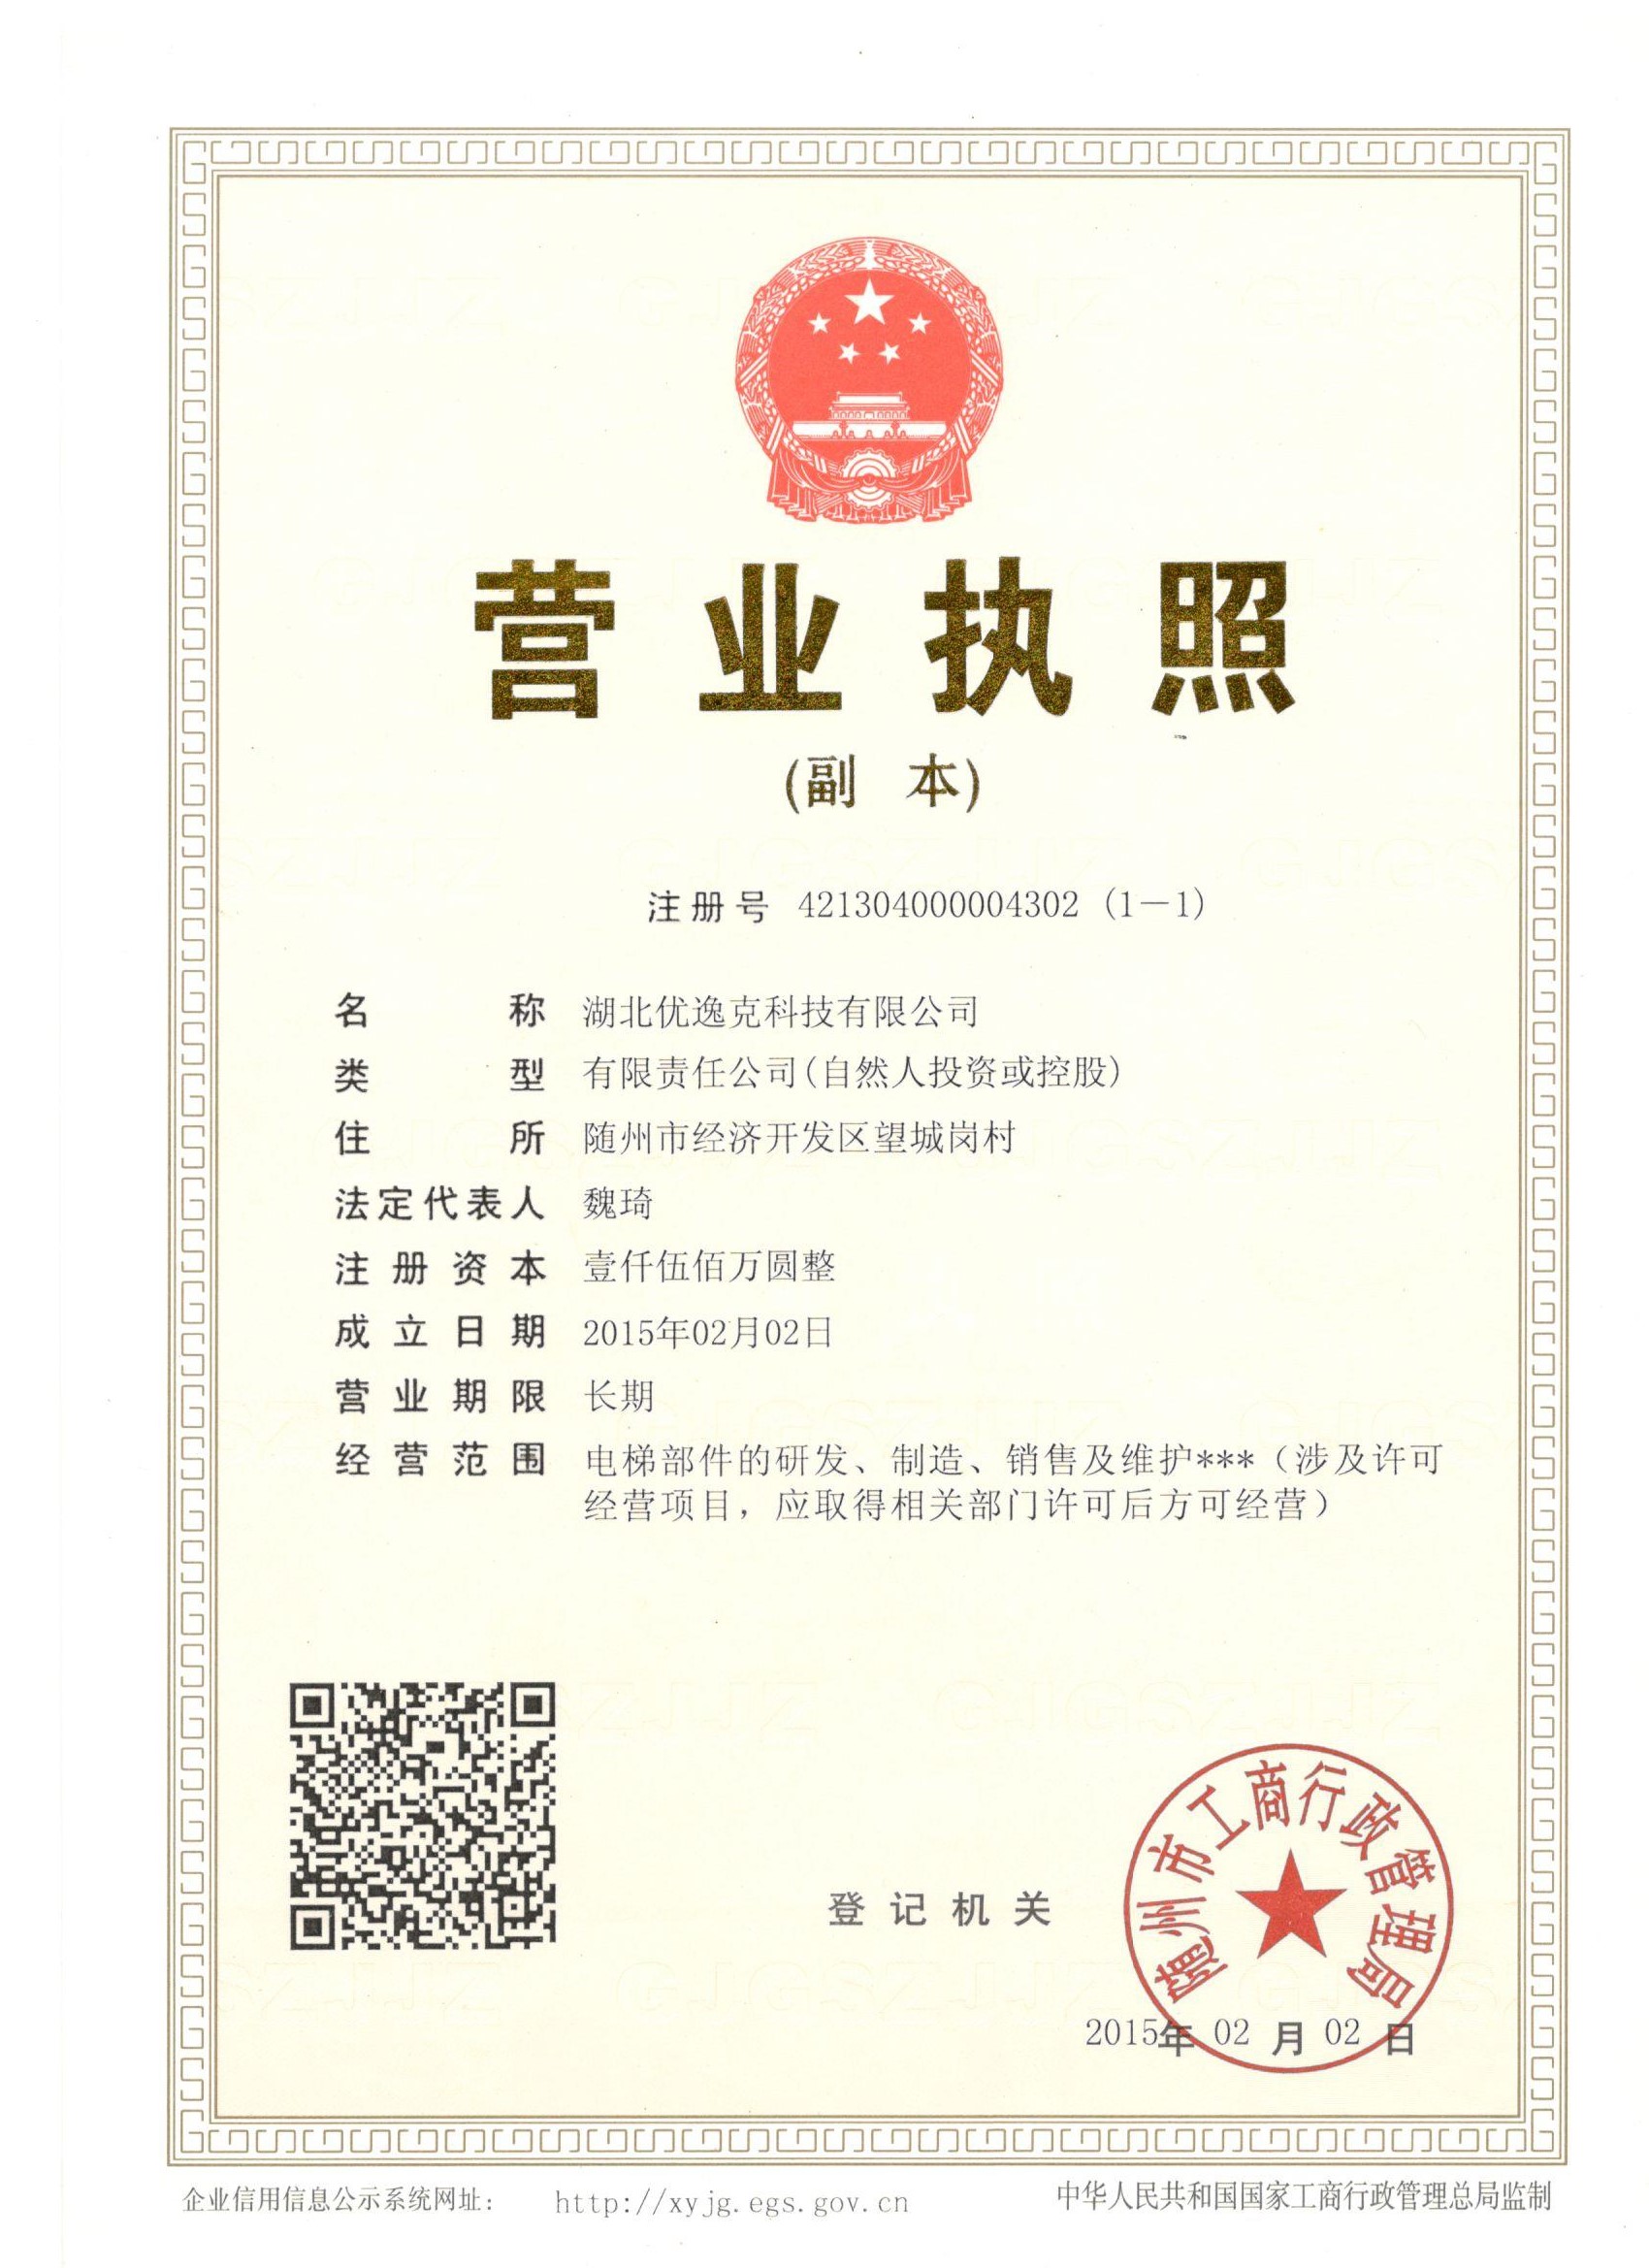 营业执照
(副 本)
注册号 421304000004302 (1—1)
名称 湖北优逸克科技有限公司
类型 有限责任公司(自然人投资或控股)
住所 随州市经济开发区望城岗村
法定代表人 魏琦
注册资本 壹仟伍佰万圆整
成立日期 2015年02月02日
营业期限 长期
经营范围 电梯部件的研发、制造、销售及维护***（涉及许可
经营项目，应取得相关部门许可后方可经营）
随州市工商行政管理局
登记机关
2015年 02 月 02 日
企业信用信息公示系统网址： http://xyjg.egs.gov.cn
中华人民共和国国家工商行政管理总局监制